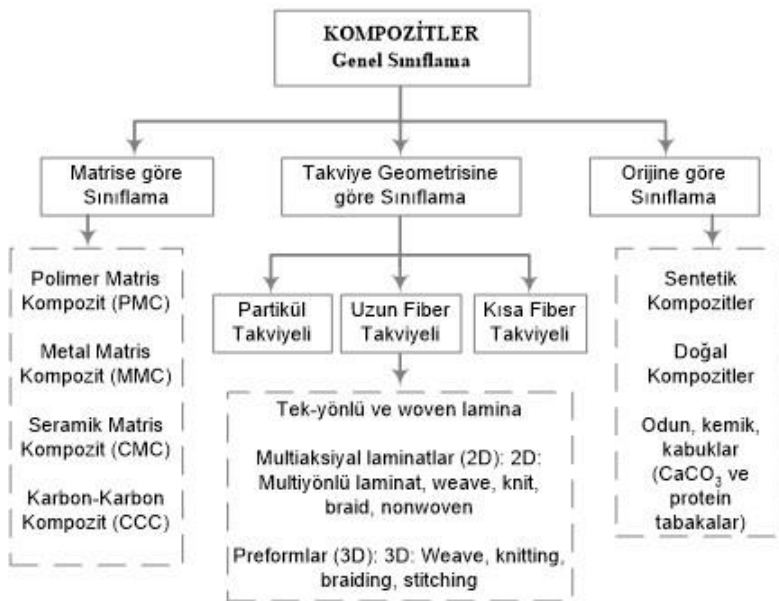 KOMPOZİTLER
Genel Sınıflama
Matrise göre
Sınıflama
Takviye Geometrisine
göre Sınıflama
Orijine göre
Sınıflama
Polimer Matris
Kompozit (PMC)
Metal Matris
Kompozit (MMC)
Seramik Matris
Kompozit (CMC)
Karbon-Karbon
Kompozit (CCC)
Partikül
Takviyeli
Uzun Fiber
Takviyeli
Kısa Fiber
Takviyeli
Tek-yönlü ve woven lamina
Multiaksiyal laminatlar (2D): 2D:
Multiyönlü laminat, weave, knit,
braid, nonwoven
Preformlar (3D): 3D: Weave, knitting,
braiding, stitching
Sentetik
Kompozitler
Doğal
Kompozitler
Odun, kemik,
kabuklar
(CaCO₃ ve
protein
tabakalar)